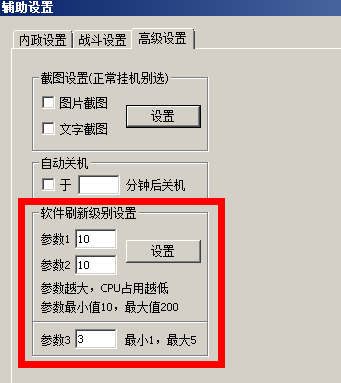 辅助设置
内政设置 战斗设置 高级设置
截图设置(正常挂机别选)
图片截图
设置
文字截图
自动关机
于 分钟后关机
软件刷新级别设置
参数1 10
设置
参数2 10
参数越大，CPU占用越低
参数最小值10，最大值200
参数3 3 最小1，最大5